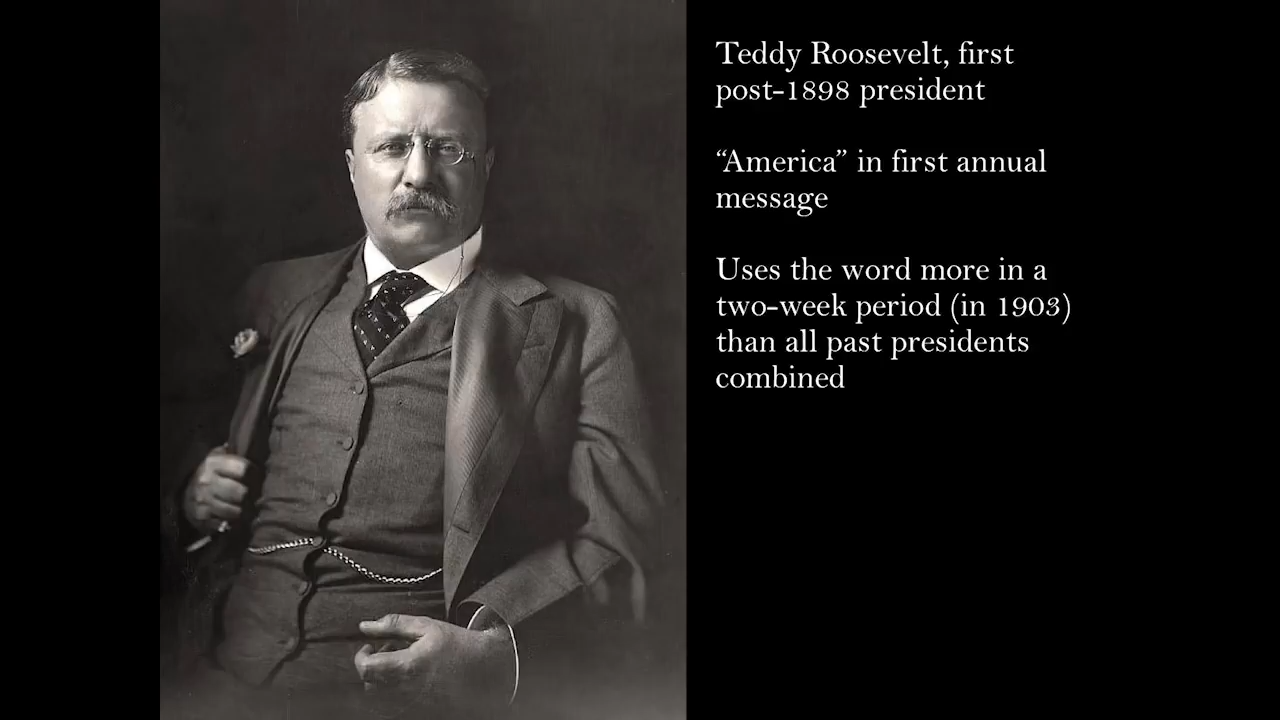 Teddy Roosevelt, first
post-1898 president
“America” in first annual
message
Uses the word more in a
two-week period (in 1903)
than all past presidents
combined